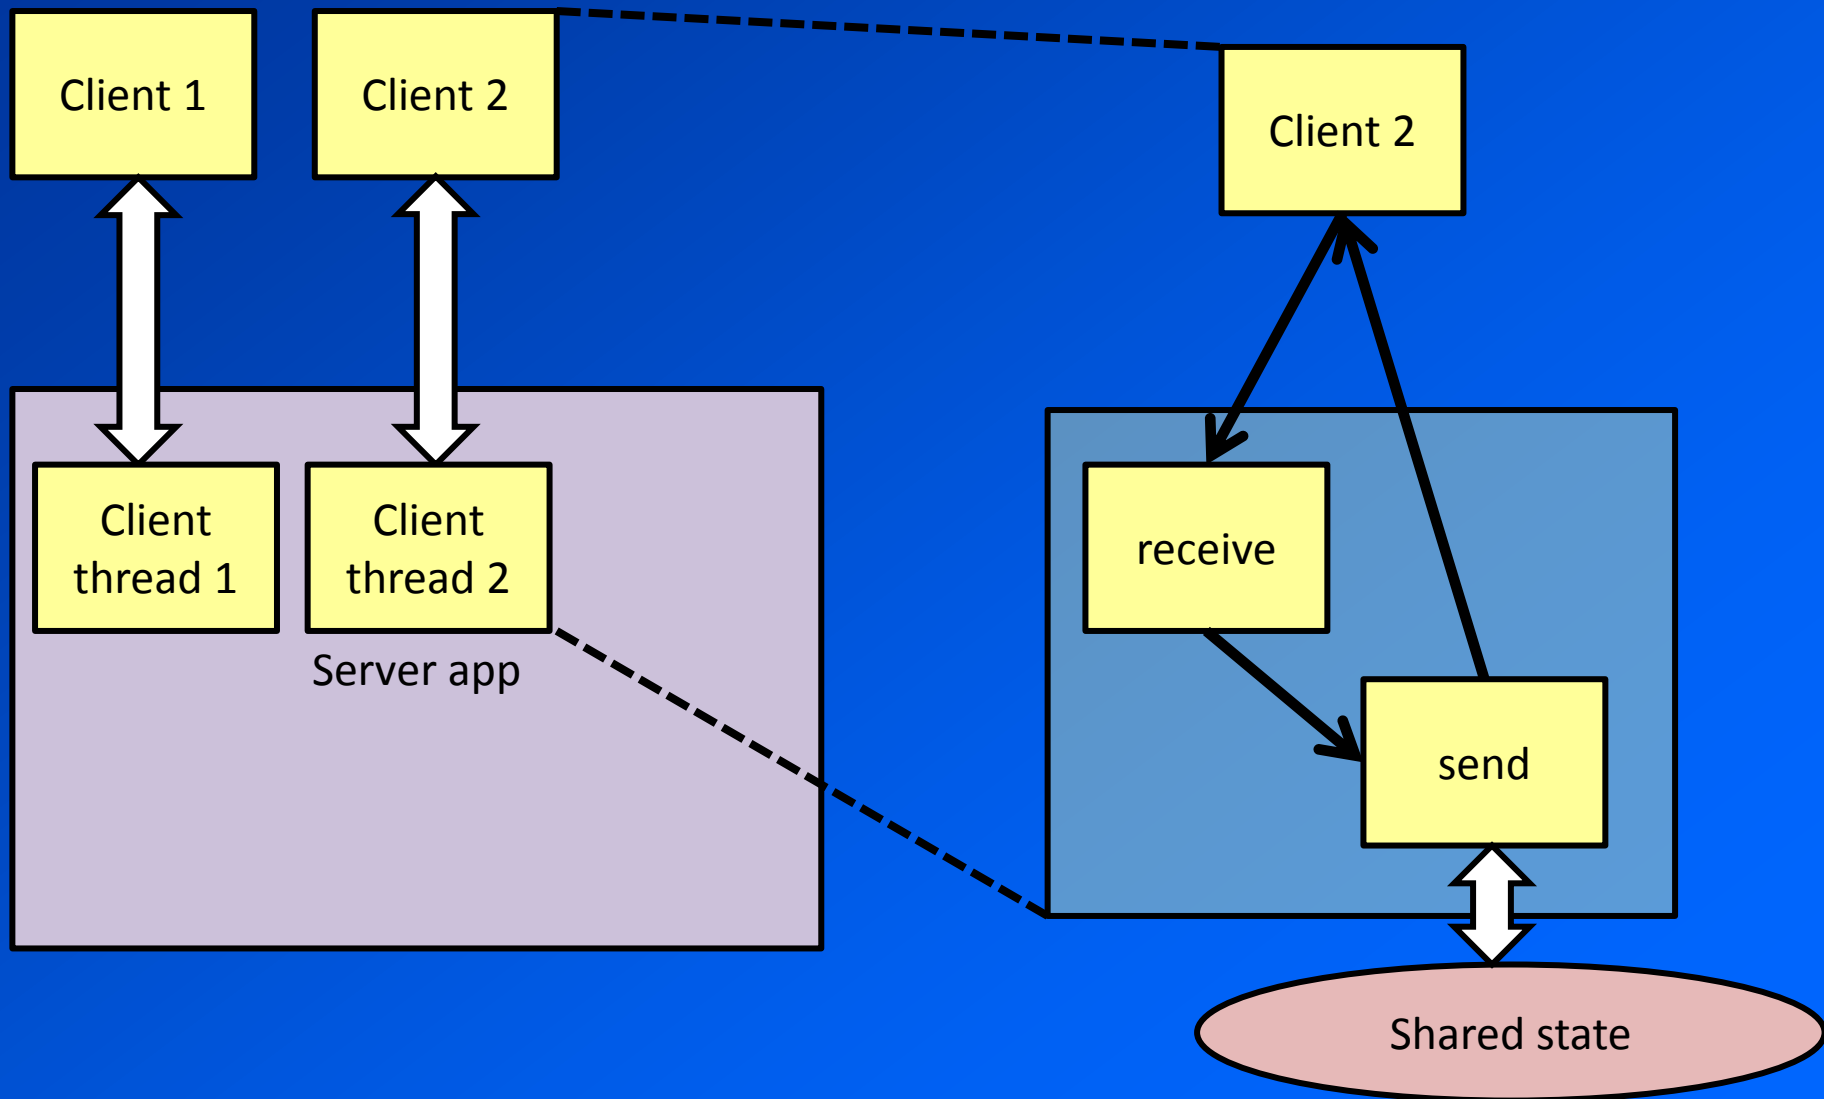 Client 1
Client 2
Client 2
Client
thread 1
Client
thread 2
Server app
receive
send
Shared state